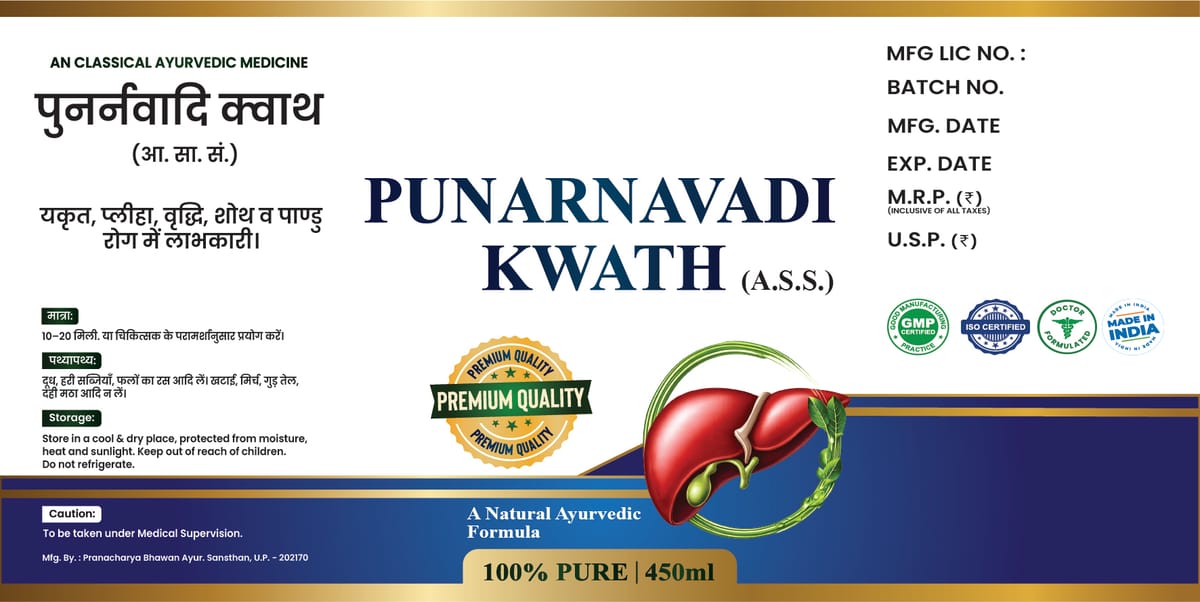 AN CLASSICAL AYURVEDIC MEDICINE
पुनर्नवादि क्वाथ
(आ. सा. सं.)
यकृत, प्लीहा, वृद्धि, शोथ व पाण्डु
रोग में लाभकारी।
मात्रा:
10–20 मिली. या चिकित्सक के परामर्शानुसार प्रयोग करें।
पथ्यापथ्य:
दूध, हरी सब्जियाँ, फलों का रस आदि लें। खटाई, मिर्च, गुड़ तेल,
दही मठा आदि न लें।
Storage:
Store in a cool & dry place, protected from moisture,
heat and sunlight. Keep out of reach of children.
Do not refrigerate.
Caution:
To be taken under Medical Supervision.
Mfg. By. : Pranacharya Bhawan Ayur. Sansthan, U.P. - 202170
PUNARNAVADI
KWATH (A.S.S.)
PREMIUM QUALITY
PREMIUM QUALITY
PREMIUM QUALITY
A Natural Ayurvedic
Formula
100% PURE | 450ml
MFG LIC NO. :
BATCH NO.
MFG. DATE
EXP. DATE
M.R.P. (₹)
(INCLUSIVE OF ALL TAXES)
U.S.P. (₹)
GOOD MANUFACTURING
GMP
CERTIFIED
PRACTICE
ISO CERTIFIED
DOCTOR
FORMULATED
MADE IN INDIA
MADE IN
INDIA
MADE IN INDIA